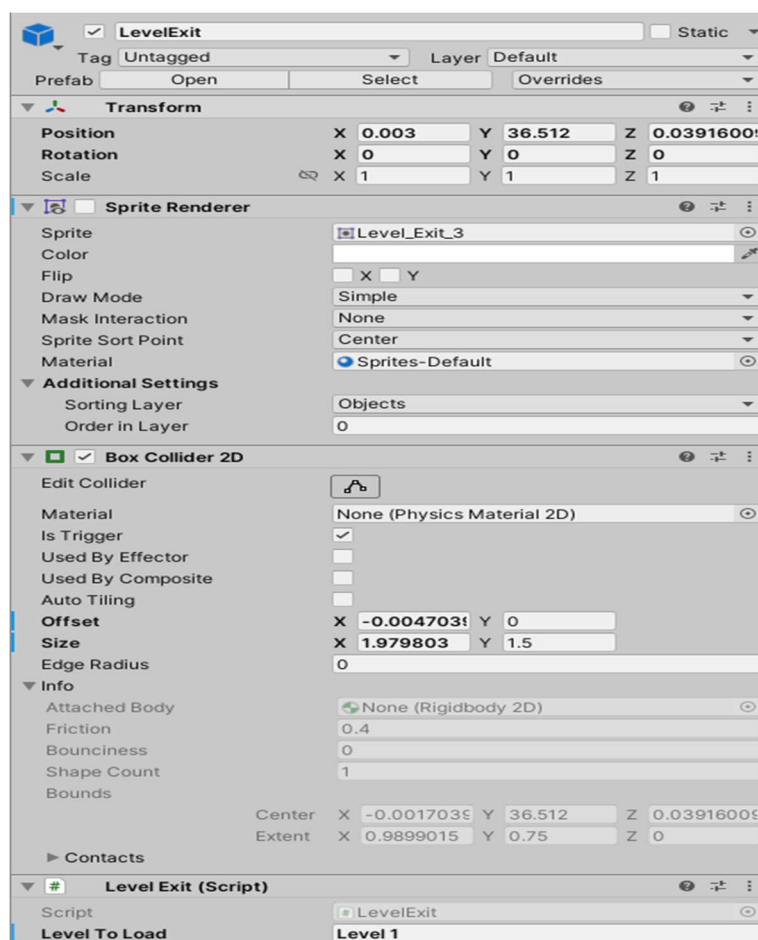 LevelExit Static
Tag Untagged Layer Default
Prefab Open Select Overrides
Transform
Position X 0.003 Y 36.512 Z 0.0391600
Rotation X 0 Y 0 Z 0
Scale X 1 Y 1 Z 1
Sprite Renderer
Sprite Level_Exit_3
Color
Flip X Y
Draw Mode Simple
Mask Interaction None
Sprite Sort Point Center
Material Sprites-Default
Additional Settings
Sorting Layer Objects
Order in Layer 0
Box Collider 2D
Edit Collider
Material None (Physics Material 2D)
Is Trigger
Used By Effector
Used By Composite
Auto Tiling
Offset X -0.004703 Y 0
Size X 1.979803 Y 1.5
Edge Radius 0
Info
Attached Body None (Rigidbody 2D)
Friction 0.4
Bounciness 0
Shape Count 1
Bounds
Center X -0.001703 Y 36.512 Z 0.0391600
Extent X 0.9899015 Y 0.75 Z 0
Contacts
# Level Exit (Script)
Script # LevelExit
Level To Load Level 1